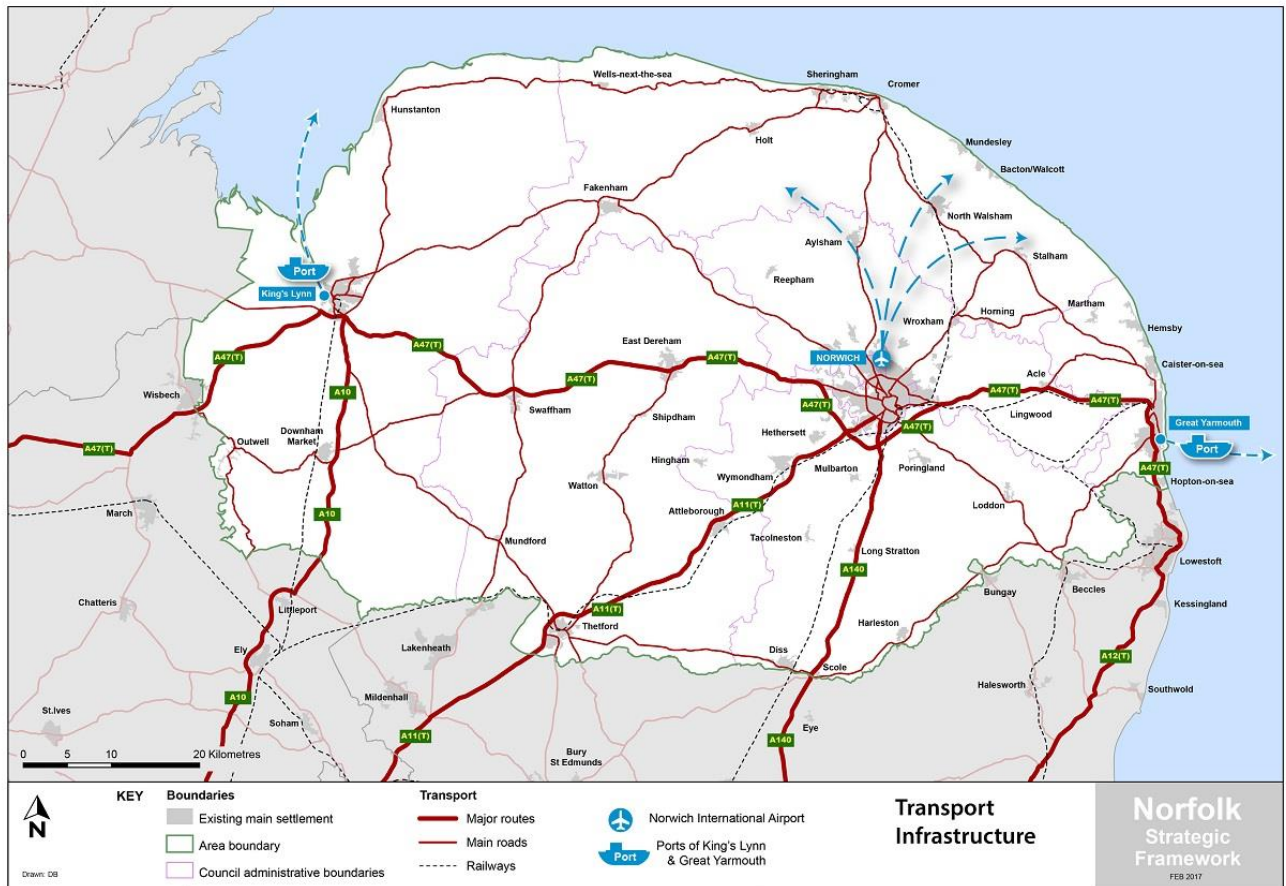 Wells-next-the-sea
Sheringham
Cromer
Hunstanton
Mundesley
Holt
Bacton/Walcott
Fakenham
North Walsham
Aylsham
Stalham
Port
Reepham
King's Lynn
Martham
Wroxham
Horning
Hemsby
A47(T)
A47(T)
East Dereham
NORWICH
Caister-on-sea
A47(T)
A47(T)
Acle
Wisbech
A10
A47(T)
A47(T)
A47(T)
Swaffham
Shipdham
Lingwood
Great Yarmouth
Outwell
Downham
Market
Hethersett
A47(T)
Port
A47(T)
Hingham
Wymondham
Mulbarton
Poringland
A47(T)
Hopton-on-sea
Watton
March
A10
Attleborough
A11(T)
Loddon
Mundford
Tacolneston
Long Stratton
A140
Lowestoft
Chatteris
Littleport
A11(T)
Thetford
Bungay
Beccles
Kessingland
Lakenheath
Harleston
Ely
Diss
Scole
A12(T)
A10
Mildenhall
Halesworth
Southwold
St.Ives
Soham
Eye
A11(T)
A140
Bury
St Edmunds
0 5 10 20 Kilometres
N
Drawn: DB
KEY
Boundaries
Existing main settlement
Area boundary
Council administrative boundaries
Transport
Major routes
Main roads
Railways
Norwich International Airport
Port
Ports of King's Lynn
& Great Yarmouth
Transport
Infrastructure
Norfolk
Strategic
Framework
FEB 2017